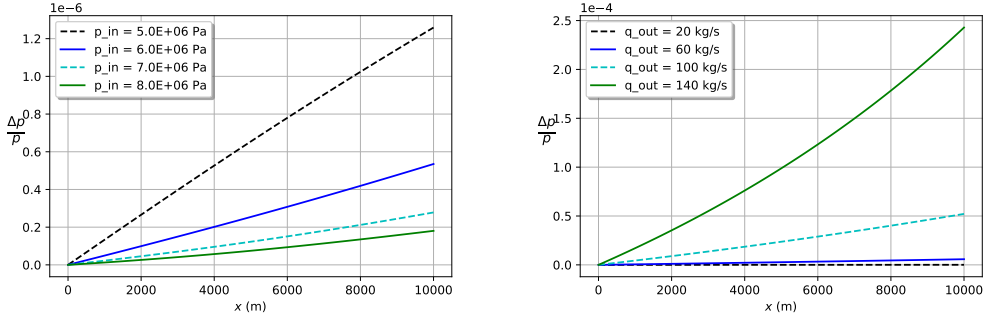 1e−6
p_in = 5.0E+06 Pa
p_in = 6.0E+06 Pa
p_in = 7.0E+06 Pa
p_in = 8.0E+06 Pa
1.2
1.0
0.8
0.6
0.4
0.2
0.0
Δp
p
0
2000
4000
6000
8000
10000
x (m)
1e−4
q_out = 20 kg/s
q_out = 60 kg/s
q_out = 100 kg/s
q_out = 140 kg/s
2.5
2.0
1.5
1.0
0.5
0.0
Δp
p
0
2000
4000
6000
8000
10000
x (m)